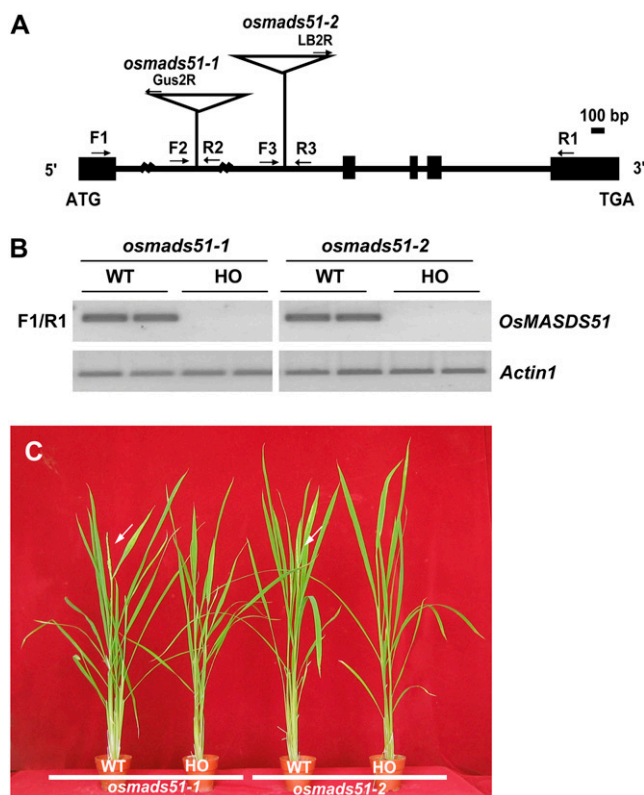 A
osmads51-2
LB2R
osmads51-1
Gus2R
100 bp
F1
F2
R2
F3
R3
R1
5'
3'
ATG
TGA
B
osmads51-1
osmads51-2
WT
HO
WT
HO
F1/R1
OsMASDS51
Actin1
C
WT
HO
WT
HO
osmads51-1
osmads51-2